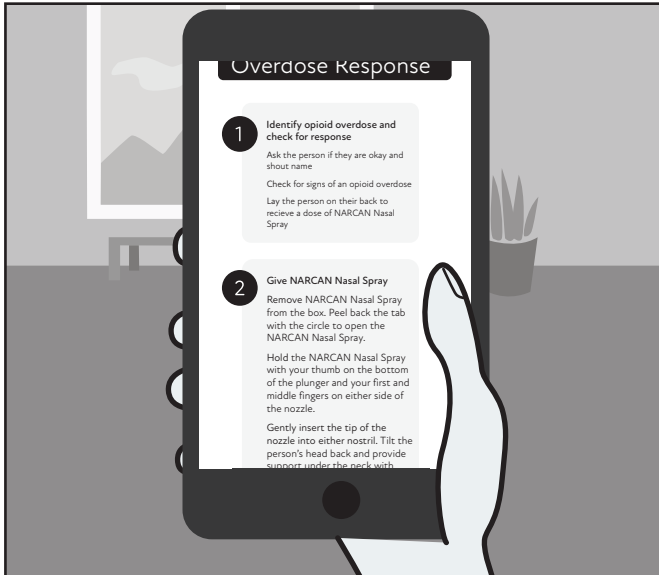 Overdose Response
1
Identify opioid overdose and
check for response
Ask the person if they are okay and
shout name
Check for signs of an opioid overdose
Lay the person on their back to
recieve a dose of NARCAN Nasal
Spray
2
Give NARCAN Nasal Spray
Remove NARCAN Nasal Spray
from the box. Peel back the tab
with the circle to open the
NARCAN Nasal Spray.
Hold the NARCAN Nasal Spray
with your thumb on the bottom
of the plunger and your first and
middle fingers on either side of
the nozzle.
Gently insert the tip of the
nozzle into either nostril. Tilt the
person's head back and provide
support under the neck with